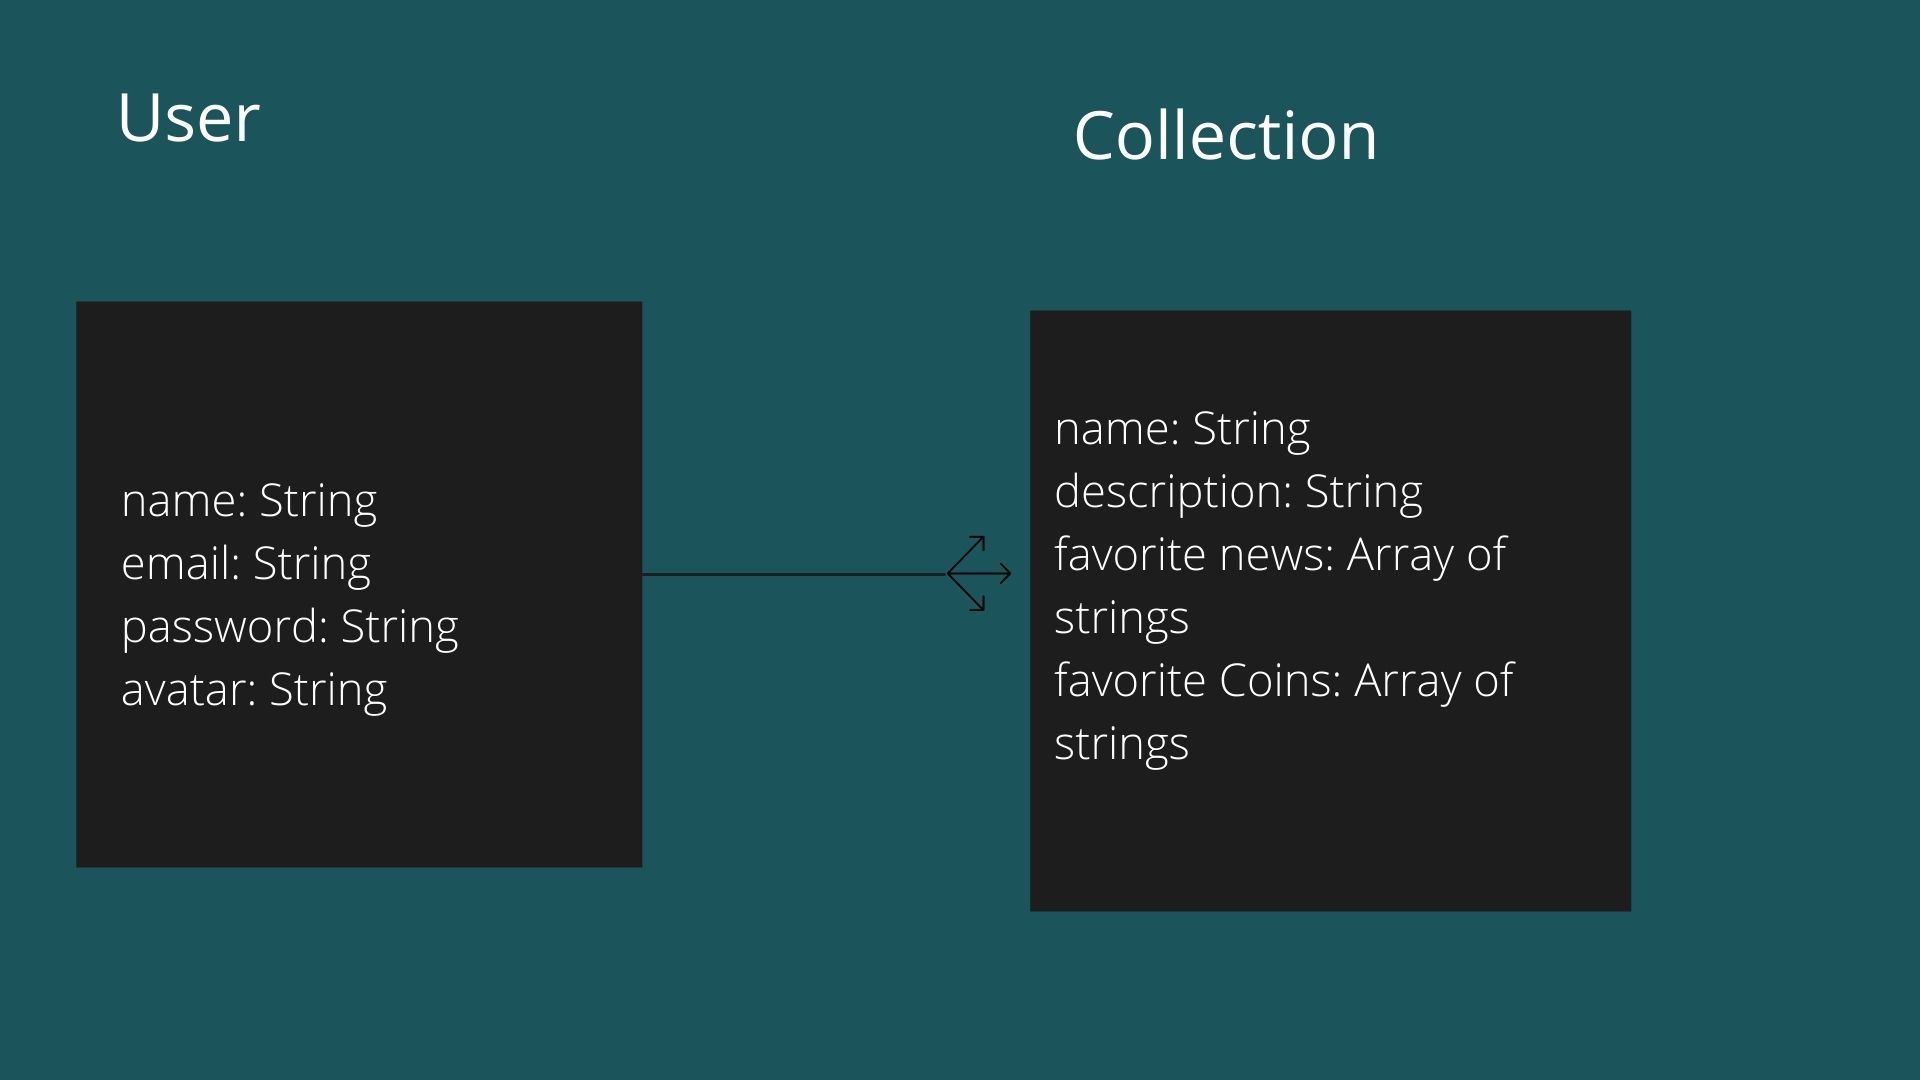 User
name: String
email: String
password: String
avatar: String
Collection
name: String
description: String
favorite news: Array of
strings
favorite Coins: Array of
strings